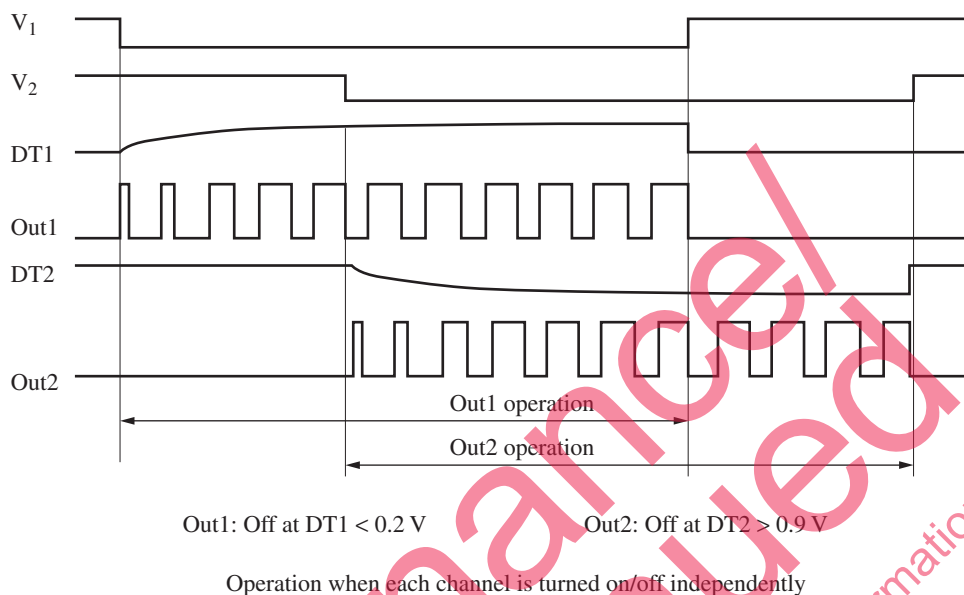 V1
V2
DT1
Out1
DT2
Out2
Out1 operation
Out2 operation
Out1: Off at DT1 < 0.2 V
Out2: Off at DT2 > 0.9 V
Operation when each channel is turned on/off independently